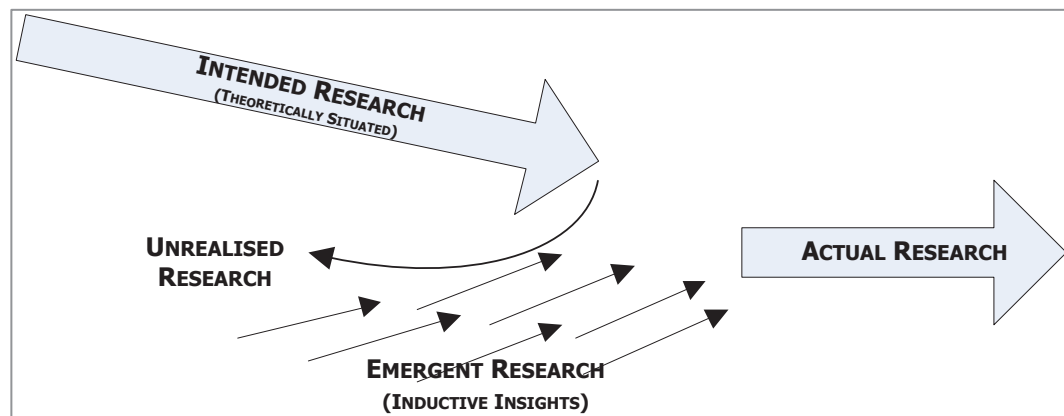 INTENDED RESEARCH
(THEORETICALLY SITUATED)
UNREALISED
RESEARCH
ACTUAL RESEARCH
EMERGENT RESEARCH
(INDUCTIVE INSIGHTS)